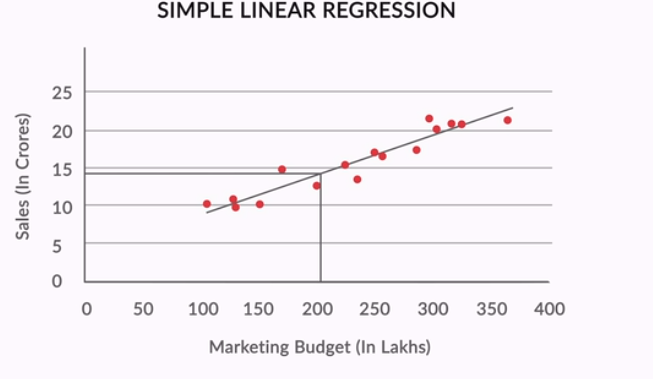 SIMPLE LINEAR REGRESSION
Sales (In Crores)
25
20
15
10
5
0
0 50 100 150 200 250 300 350 400
Marketing Budget (In Lakhs)